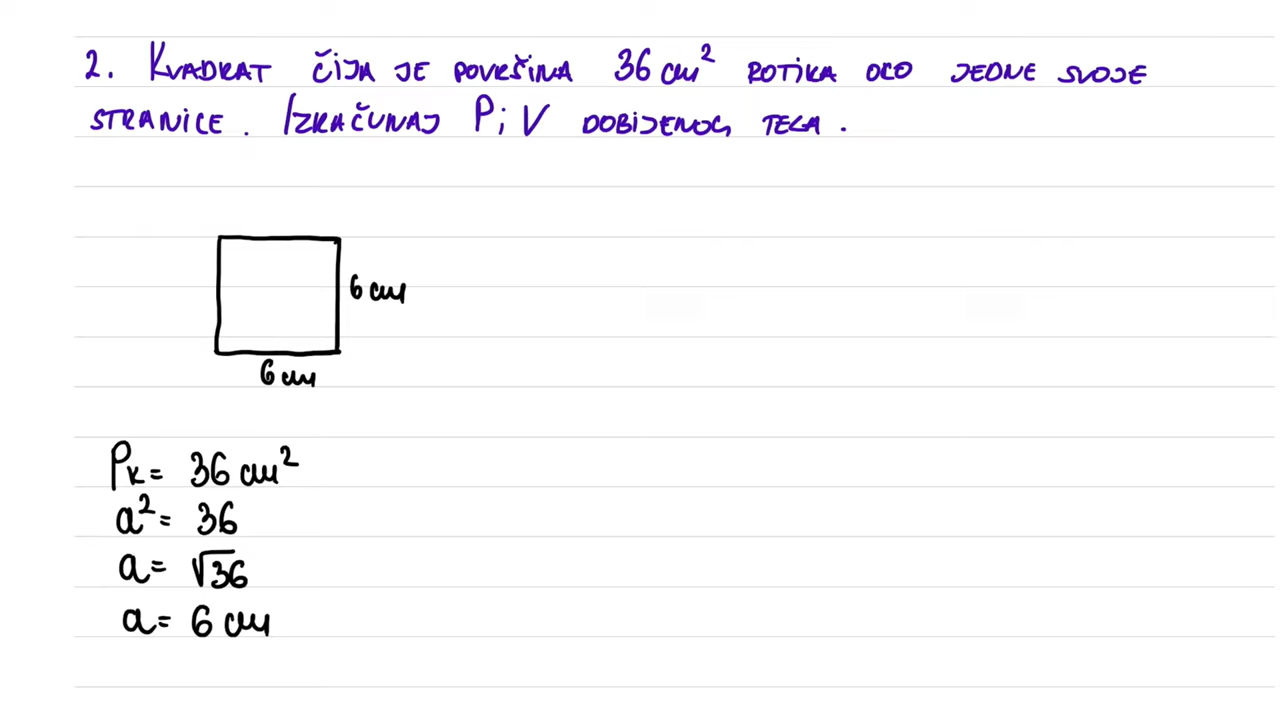 2. KVADRAT ČIJA JE POVRŠINA 36 cm² ROTIRA OKO JEDNE SVOJE
STRANICE. IZRAČUNAJ P i V DOBIJENOG TELA.
6 cm
6 cm
Pk = 36 cm²
a² = 36
a = √36
a = 6 cm